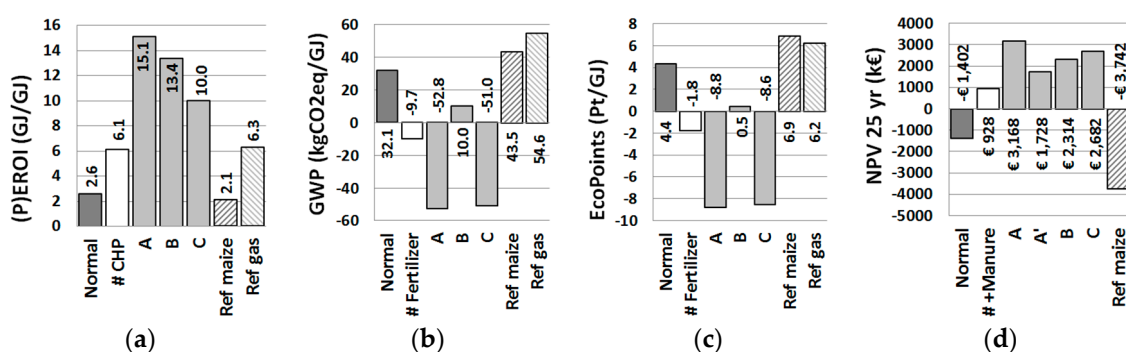 (P)EROI (GJ/GJ)
16
14
12
10
8
6
4
2
0
2.6
6.1
15.1
13.4
10.0
2.1
6.3
Normal
# CHP
A
B
C
Ref maize
Ref gas
(a)
GWP (kgCO2eq/GJ)
60
40
20
0
-20
-40
-60
32.1
-9.7
-52.8
10.0
-51.0
43.5
54.6
Normal
# Fertilizer
A
B
C
Ref maize
Ref gas
(b)
EcoPoints (Pt/GJ)
8
6
4
2
0
-2
-4
-6
-8
-10
4.4
-1.8
-8.8
0.5
-8.6
6.9
6.2
Normal
# Fertilizer
A
B
C
Ref maize
Ref gas
(c)
NPV 25 yr (k€)
4000
3000
2000
1000
0
-1000
-2000
-3000
-4000
-5000
-€ 1,402
€ 928
€ 3,168
€ 1,728
€ 2,314
€ 2,682
-€ 3.742
Normal
# +Manure
A
A'
B
C
Ref maize
(d)